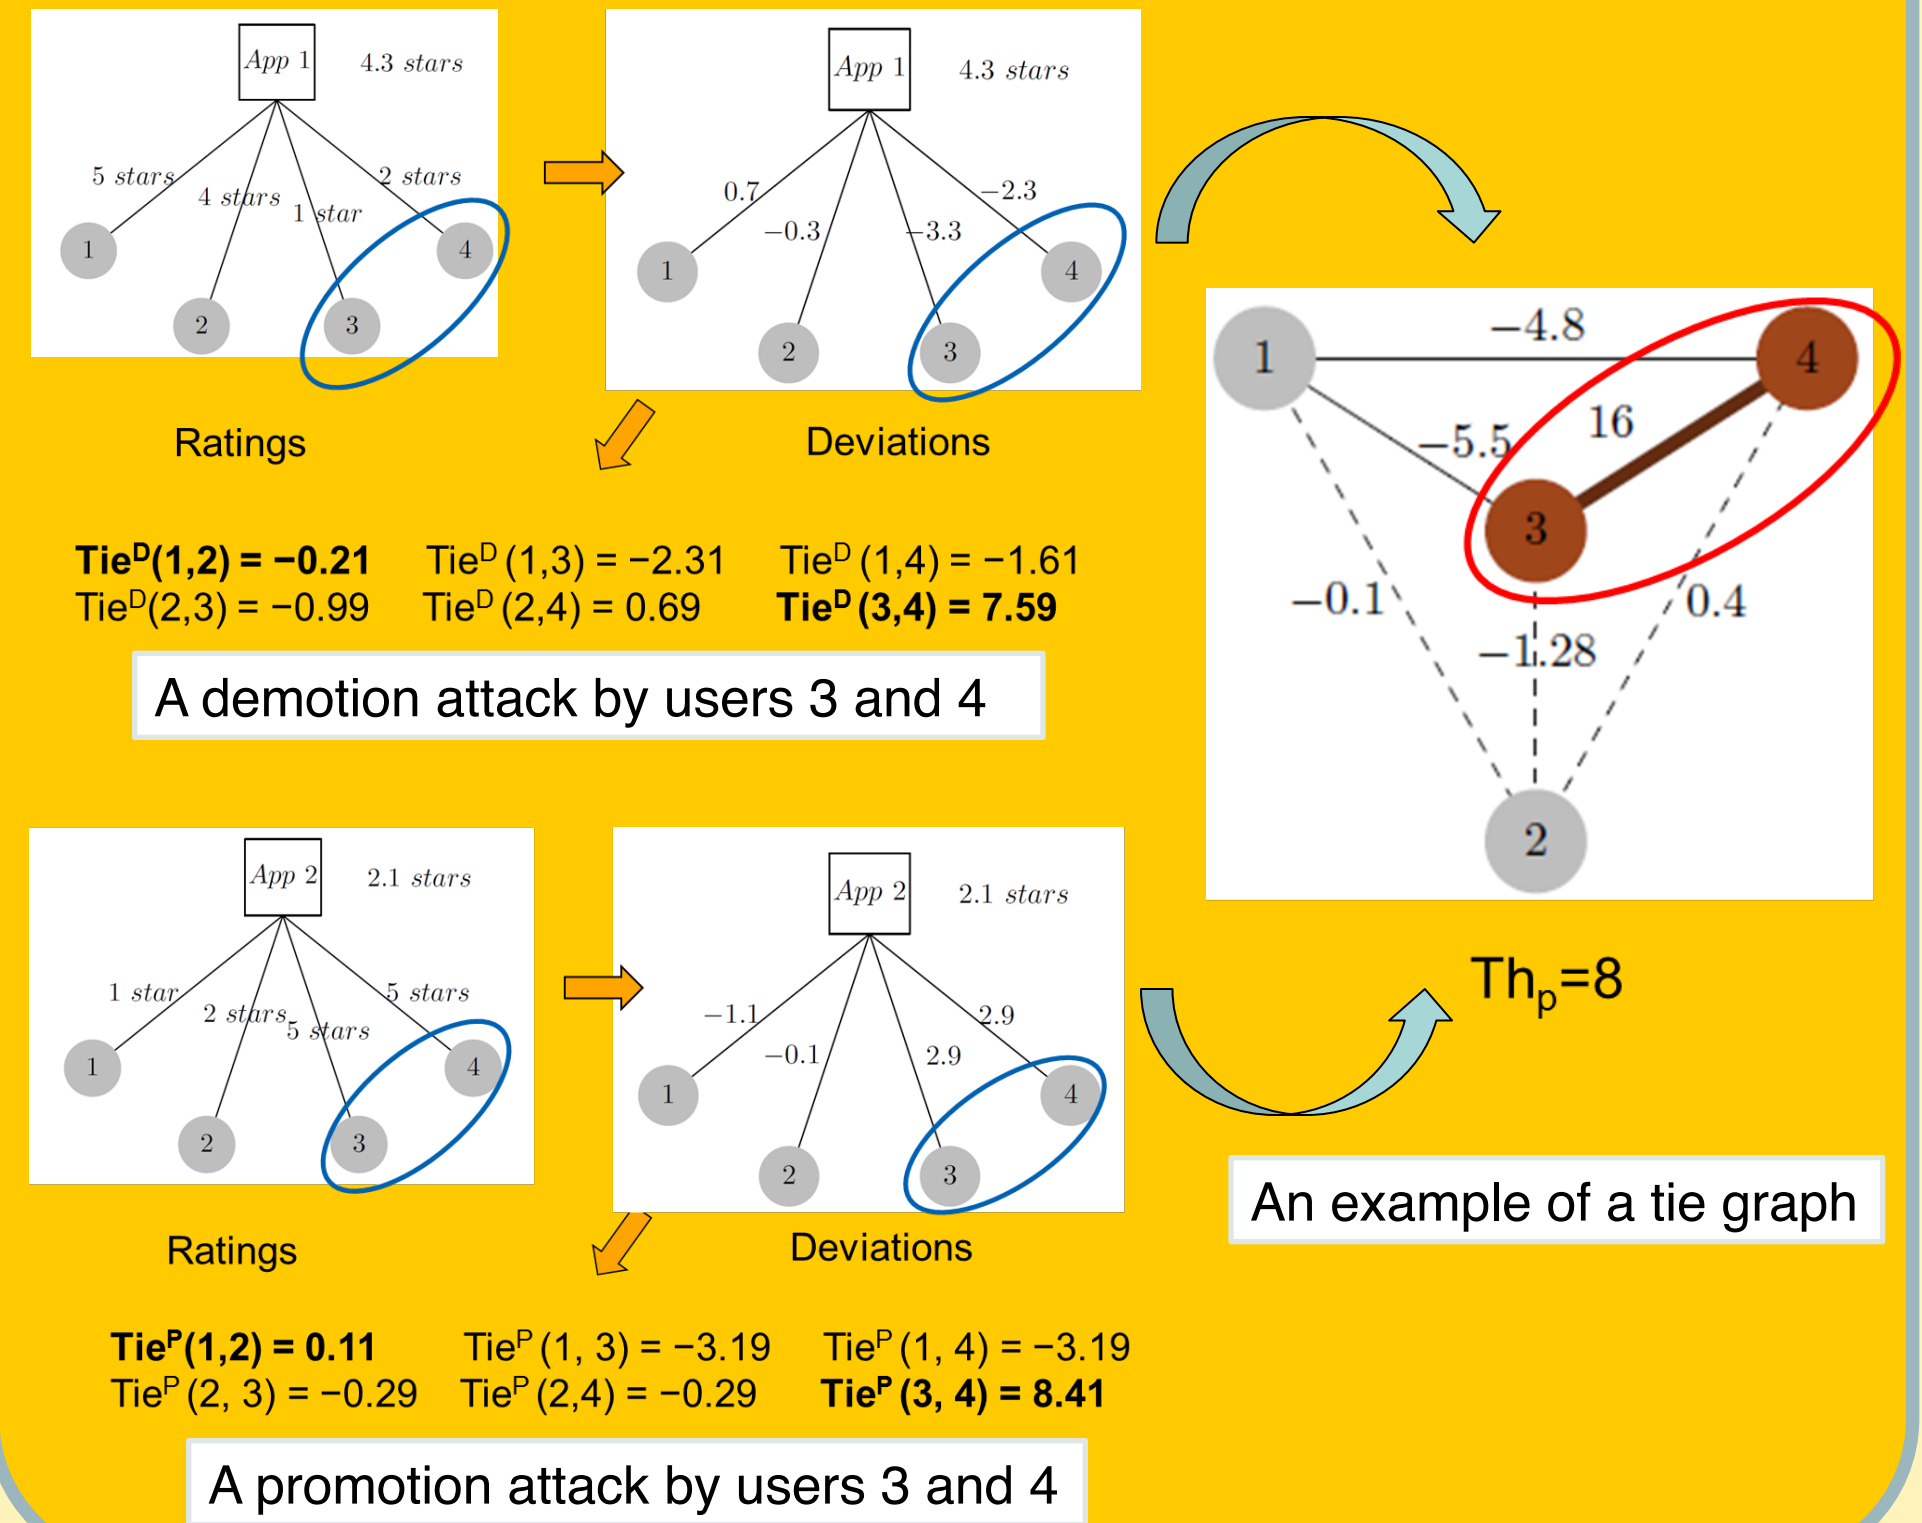 App 1 4.3 stars
5 stars 4 stars 1 star 2 stars
1 2 3 4
Ratings
App 1 4.3 stars
0.7 −0.3 −3.3 −2.3
1 2 3 4
Deviations
Tieᴰ(1,2) = −0.21 Tieᴰ (1,3) = −2.31 Tieᴰ (1,4) = −1.61
Tieᴰ(2,3) = −0.99 Tieᴰ (2,4) = 0.69 Tieᴰ (3,4) = 7.59
A demotion attack by users 3 and 4
App 2 2.1 stars
1 star 2 stars 5 stars 5 stars
1 2 3 4
Ratings
App 2 2.1 stars
−1.1 −0.1 2.9 2.9
1 2 3 4
Deviations
Tieᴾ(1,2) = 0.11 Tieᴾ (1, 3) = −3.19 Tieᴾ (1, 4) = −3.19
Tieᴾ (2, 3) = −0.29 Tieᴾ (2,4) = −0.29 Tieᴾ (3, 4) = 8.41
A promotion attack by users 3 and 4
1 −4.8 4
−5.5 16
3
−0.1 −1.28 0.4
2
Thₚ=8
An example of a tie graph